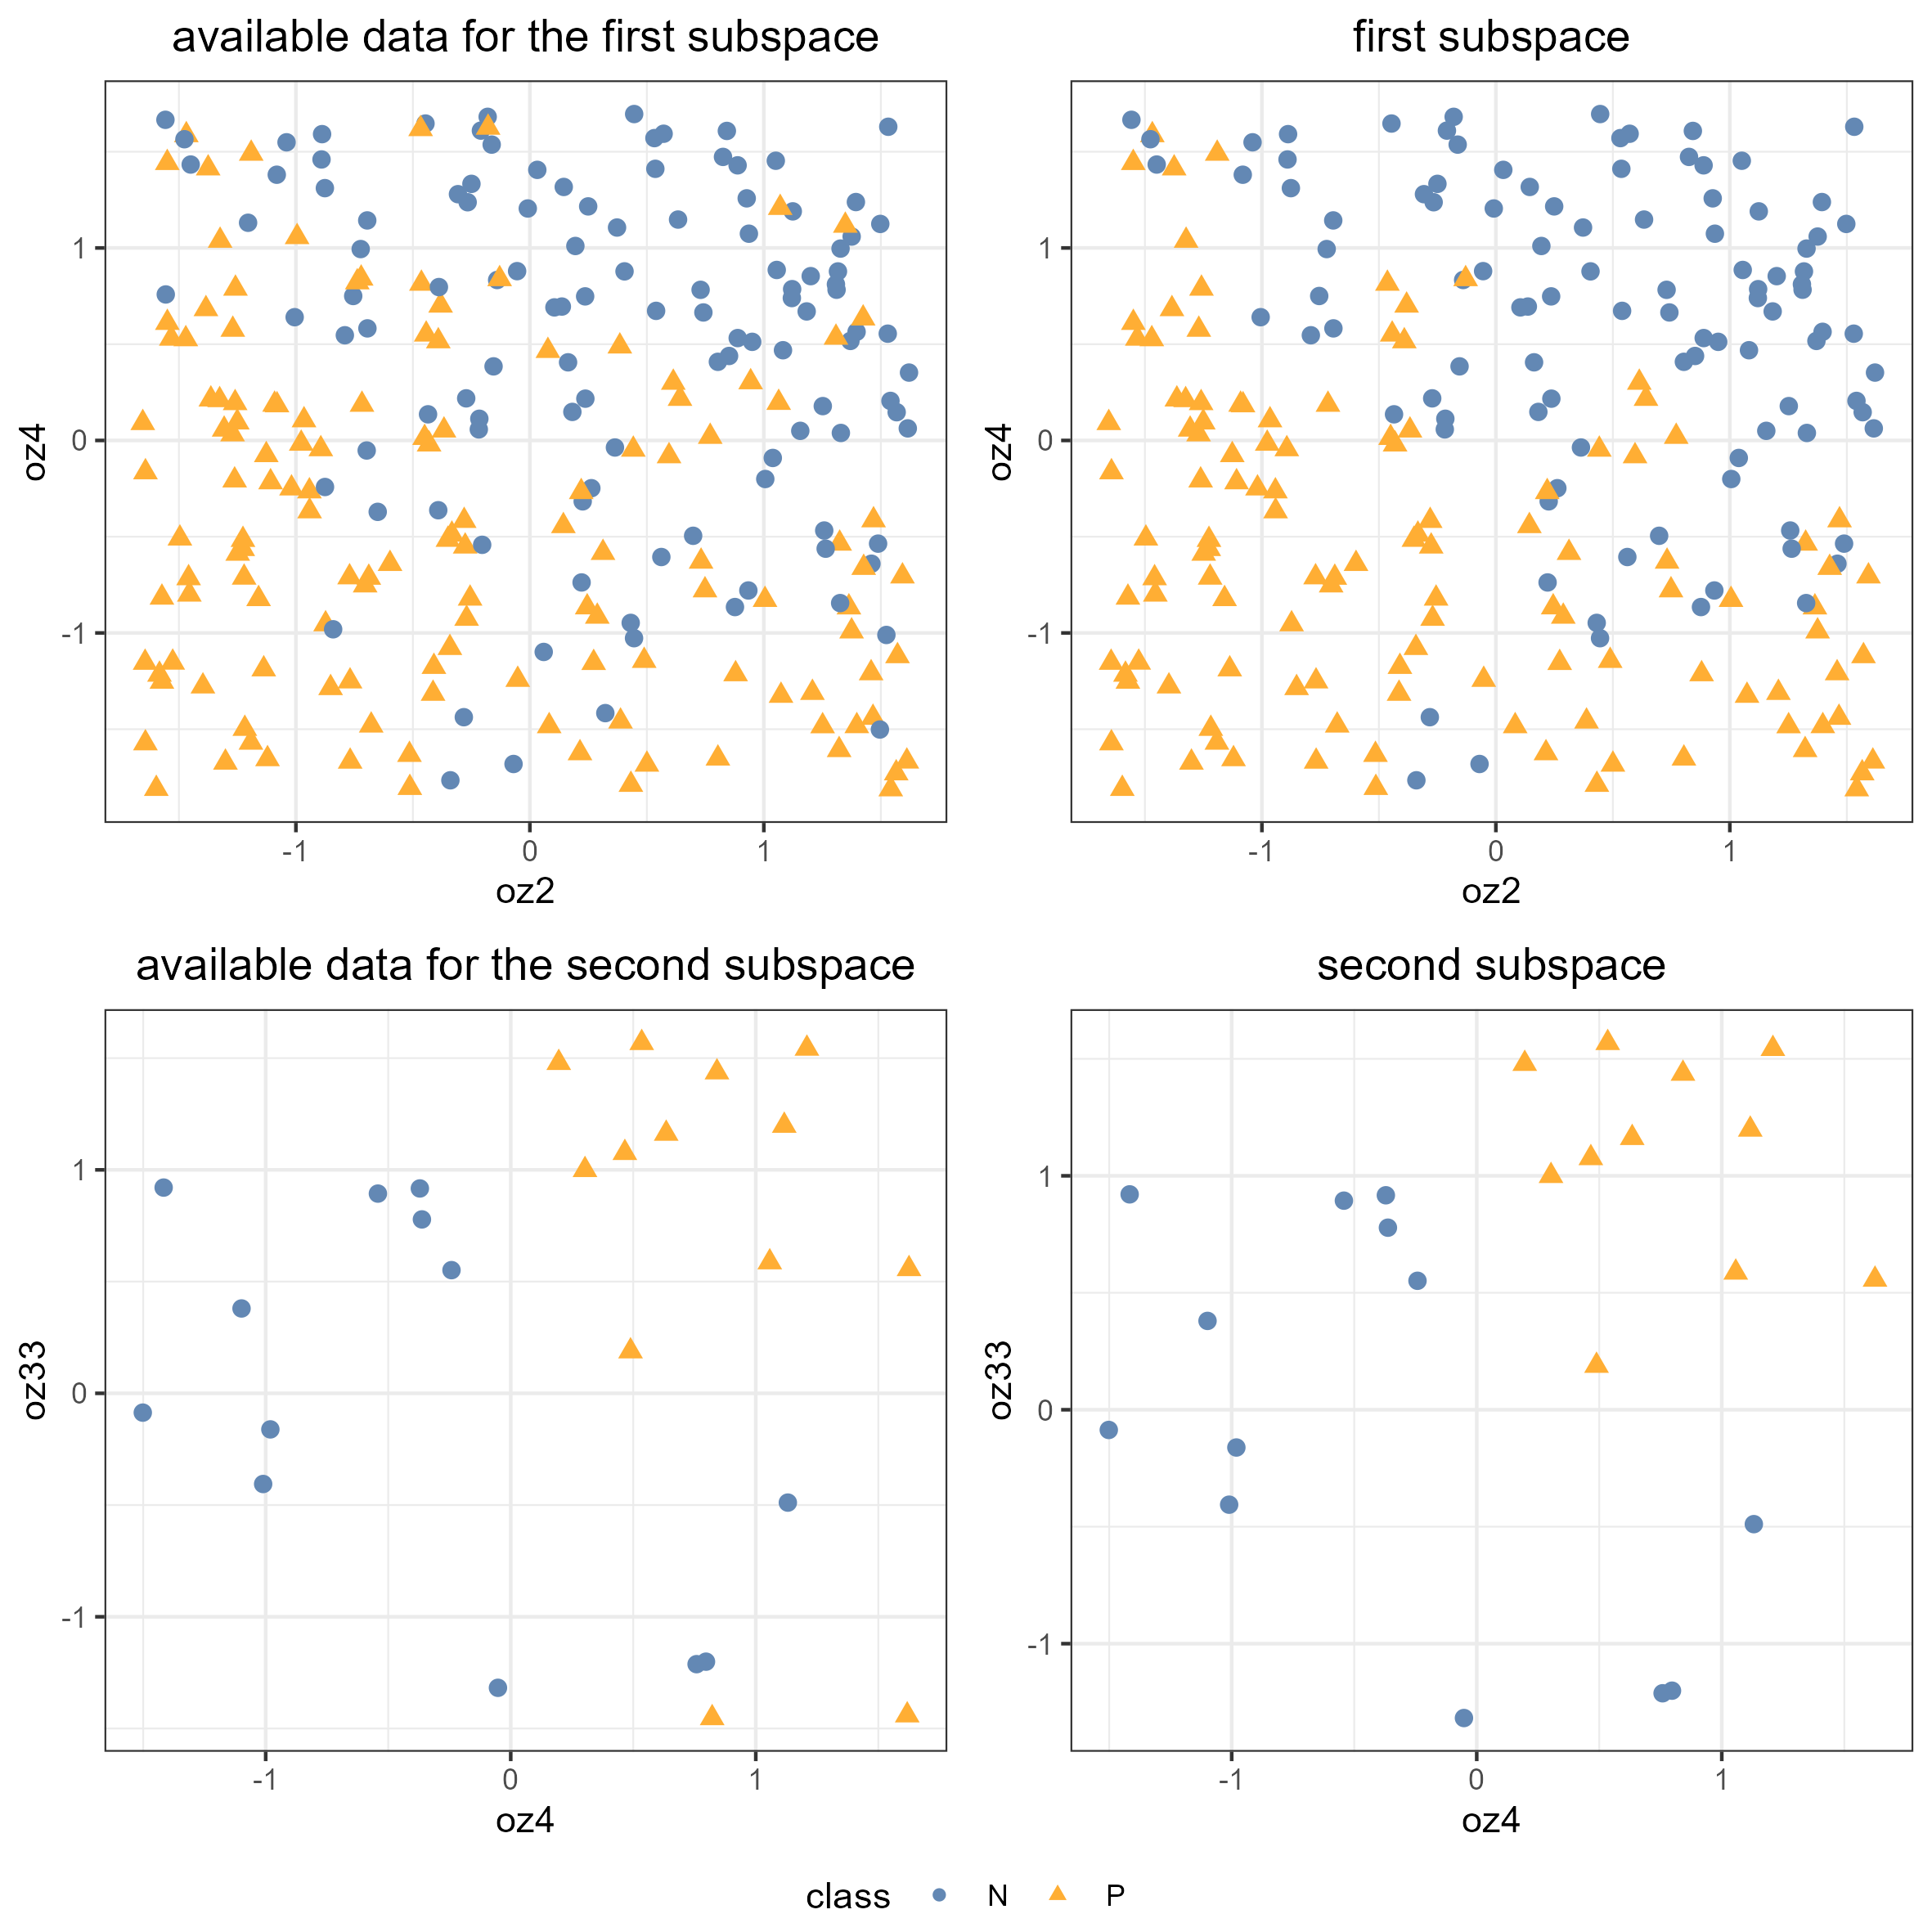 available data for the first subspace
first subspace
oz4
1
0
-1
-1
0
1
oz2
oz4
1
0
-1
-1
0
1
oz2
available data for the second subspace
second subspace
oz33
1
0
-1
-1
0
1
oz4
oz33
1
0
-1
-1
0
1
oz4
class N P